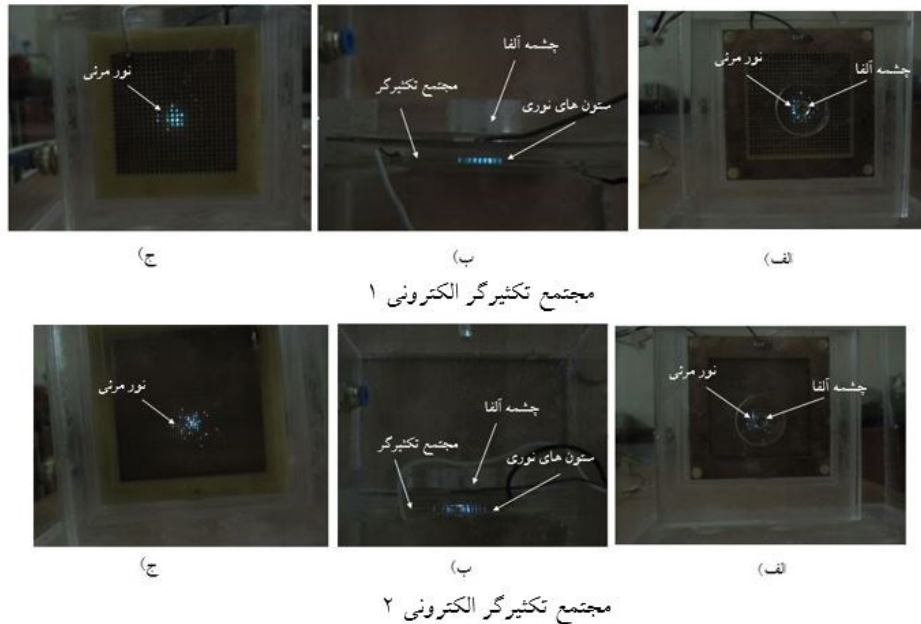 چشمه آلفا
نور مرئی
چشمه آلفا
نور مرئی
مجتمع تکثیرگر
ستون های نوری
الف)
ب)
ج)
مجتمع تکثیرگر الکترونی ۱
نور مرئی
چشمه آلفا
چشمه آلفا
مجتمع تکثیرگر
ستون های نوری
نور مرئی
الف)
ب)
ج)
مجتمع تکثیرگر الکترونی ۲